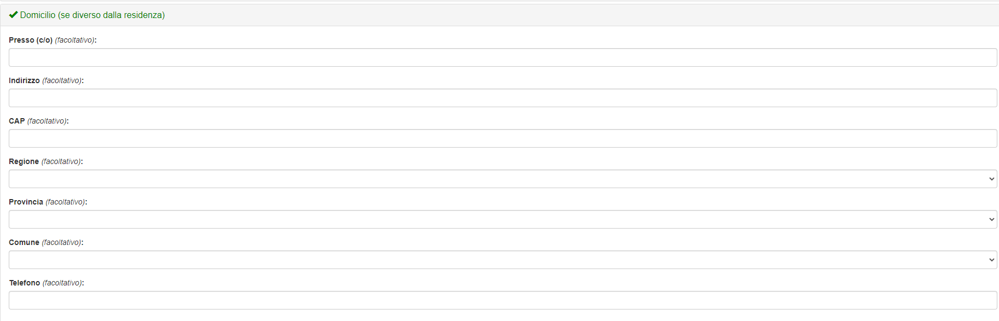 Domicilio (se diverso dalla residenza)
Presso (c/o) (facoltativo):
Indirizzo (facoltativo):
CAP (facoltativo):
Regione (facoltativo):
Provincia (facoltativo):
Comune (facoltativo):
Telefono (facoltativo):